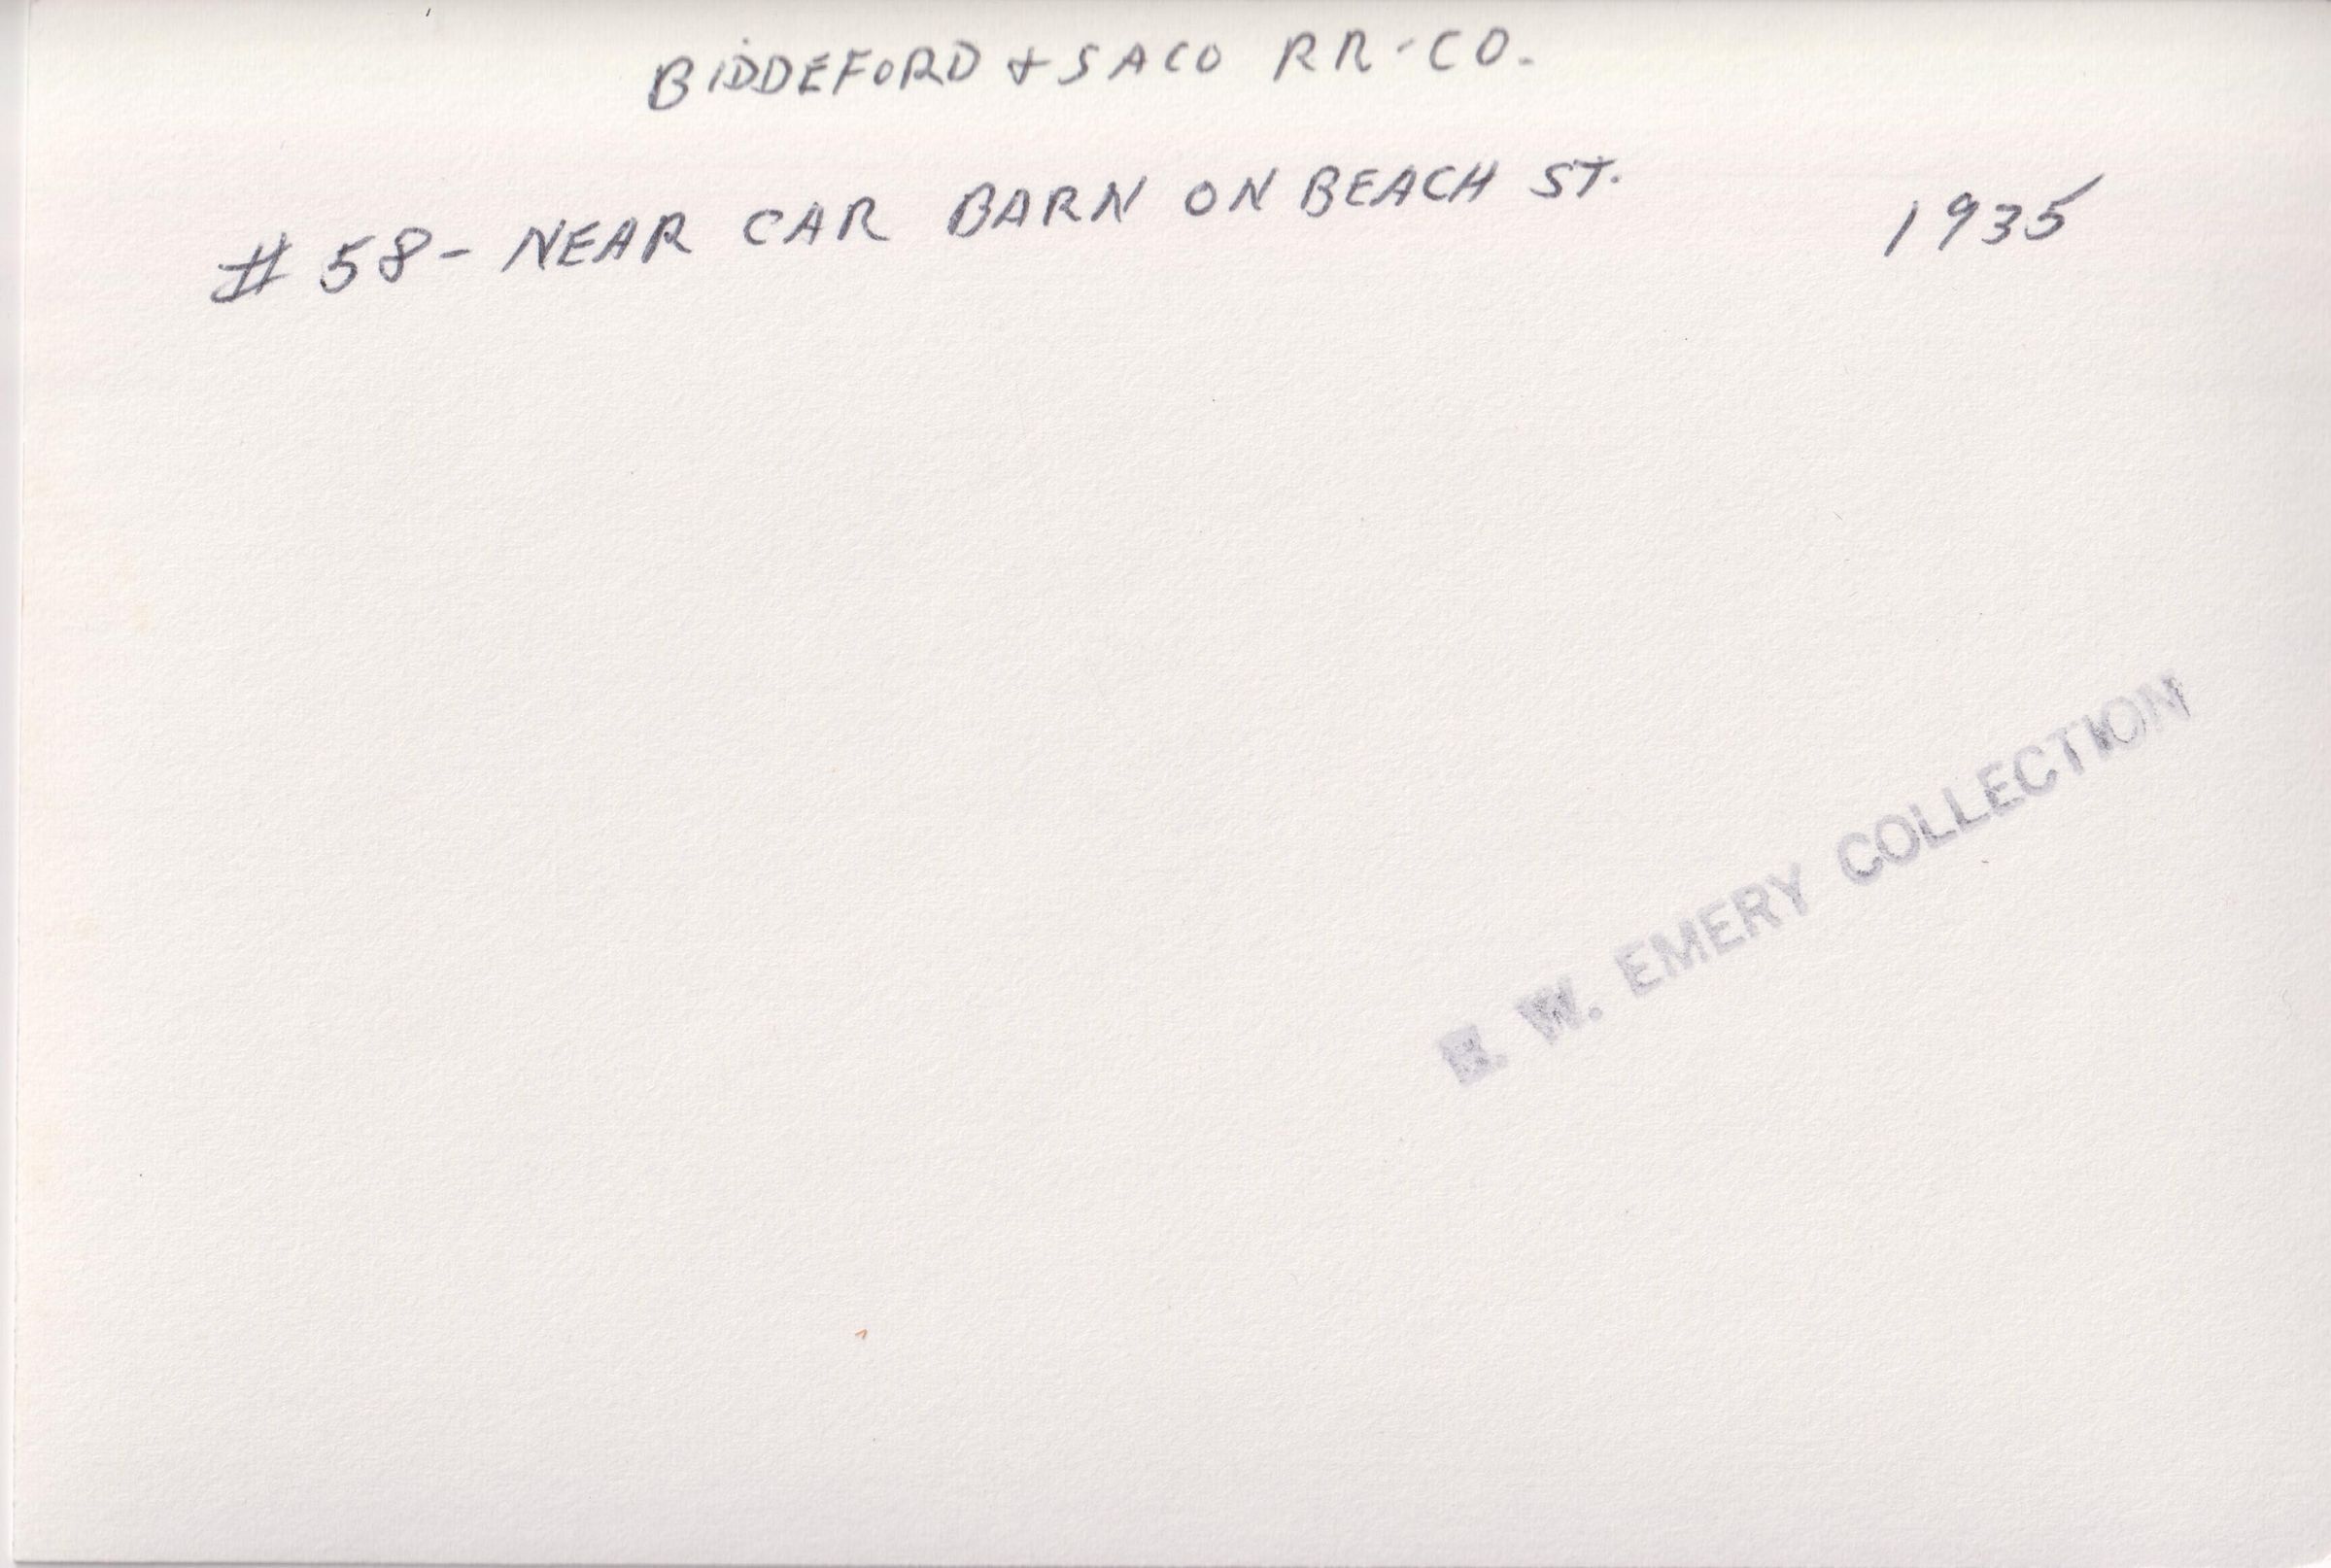 BIDDEFORD & SACO RR-CO.
# 58- NEAR CAR BARN ON BEACH ST. 1935
W. EMERY COLLECTION